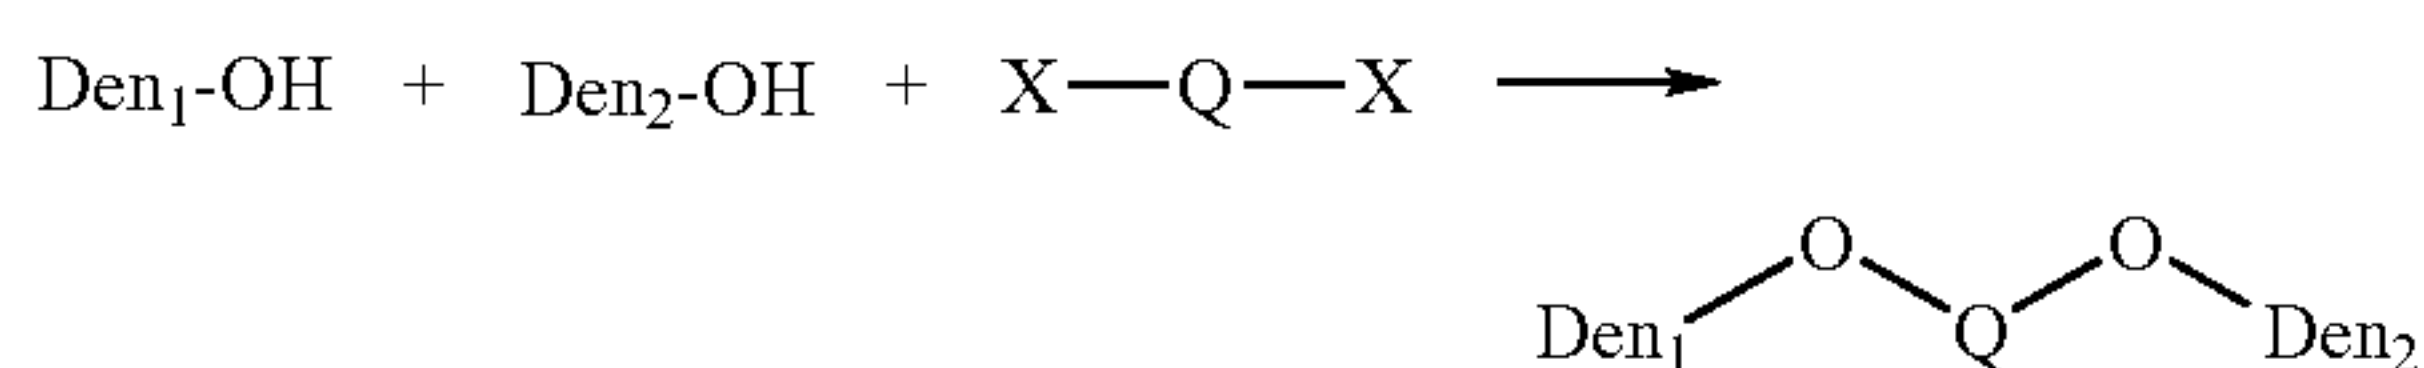 Den₁-OH + Den₂-OH + X—Q—X
O O
Den₁ Q Den₂